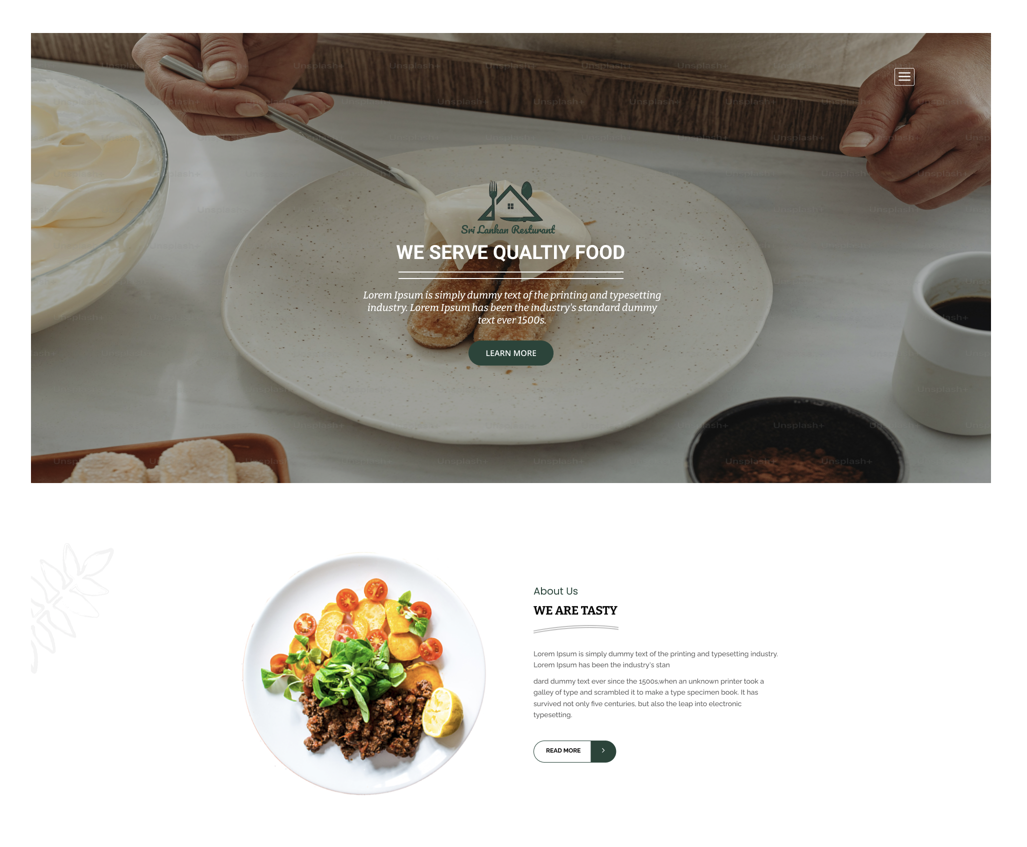 Sri Lankan Resturant
WE SERVE QUALTIY FOOD
Lorem Ipsum is simply dummy text of the printing and typesetting
industry. Lorem Ipsum has been the industry's standard dummy
text ever 1500s.
LEARN MORE
About Us
WE ARE TASTY
Lorem Ipsum is simply dummy text of the printing and typesetting industry.
Lorem Ipsum has been the industry's stan
dard dummy text ever since the 1500s,when an unknown printer took a
galley of type and scrambled it to make a type specimen book. It has
survived not only five centuries, but also the leap into electronic
typesetting.
READ MORE